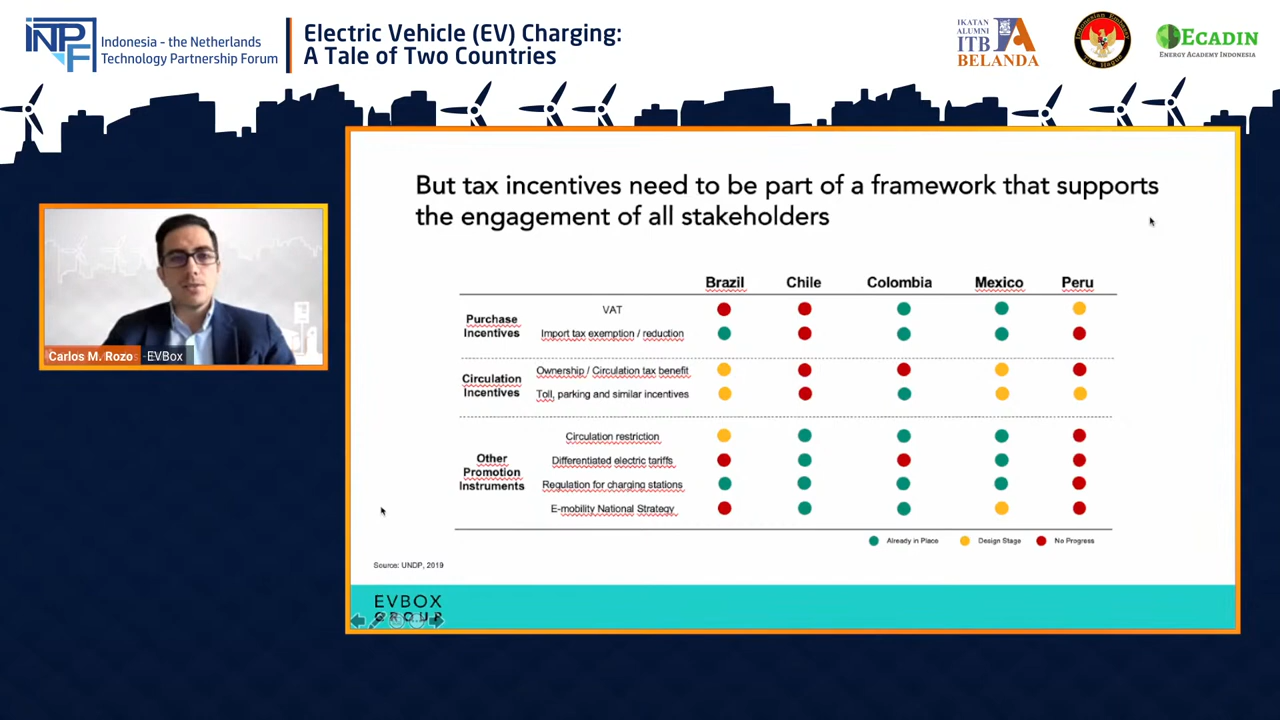 INPF
Indonesia - the Netherlands
Technology Partnership Forum
Electric Vehicle (EV) Charging:
A Tale of Two Countries
IKATAN
ALUMNI
ITB
BELANDA
ECADIN
ENERGY ACADEMY INDONESIA
But tax incentives need to be part of a framework that supports
the engagement of all stakeholders
Brazil Chile Colombia Mexico Peru
Purchase
Incentives
VAT
Import tax exemption / reduction
Circulation
Incentives
Ownership / Circulation tax benefit
Toll, parking and similar incentives
Other
Promotion
Instruments
Circulation restriction
Differentiated electric tariffs
Regulation for charging stations
E-mobility National Strategy
Already in Place Design Stage No Progress
Source: UNDP, 2019
EVBOX
GROUP
Carlos M. Rozo - EVBox